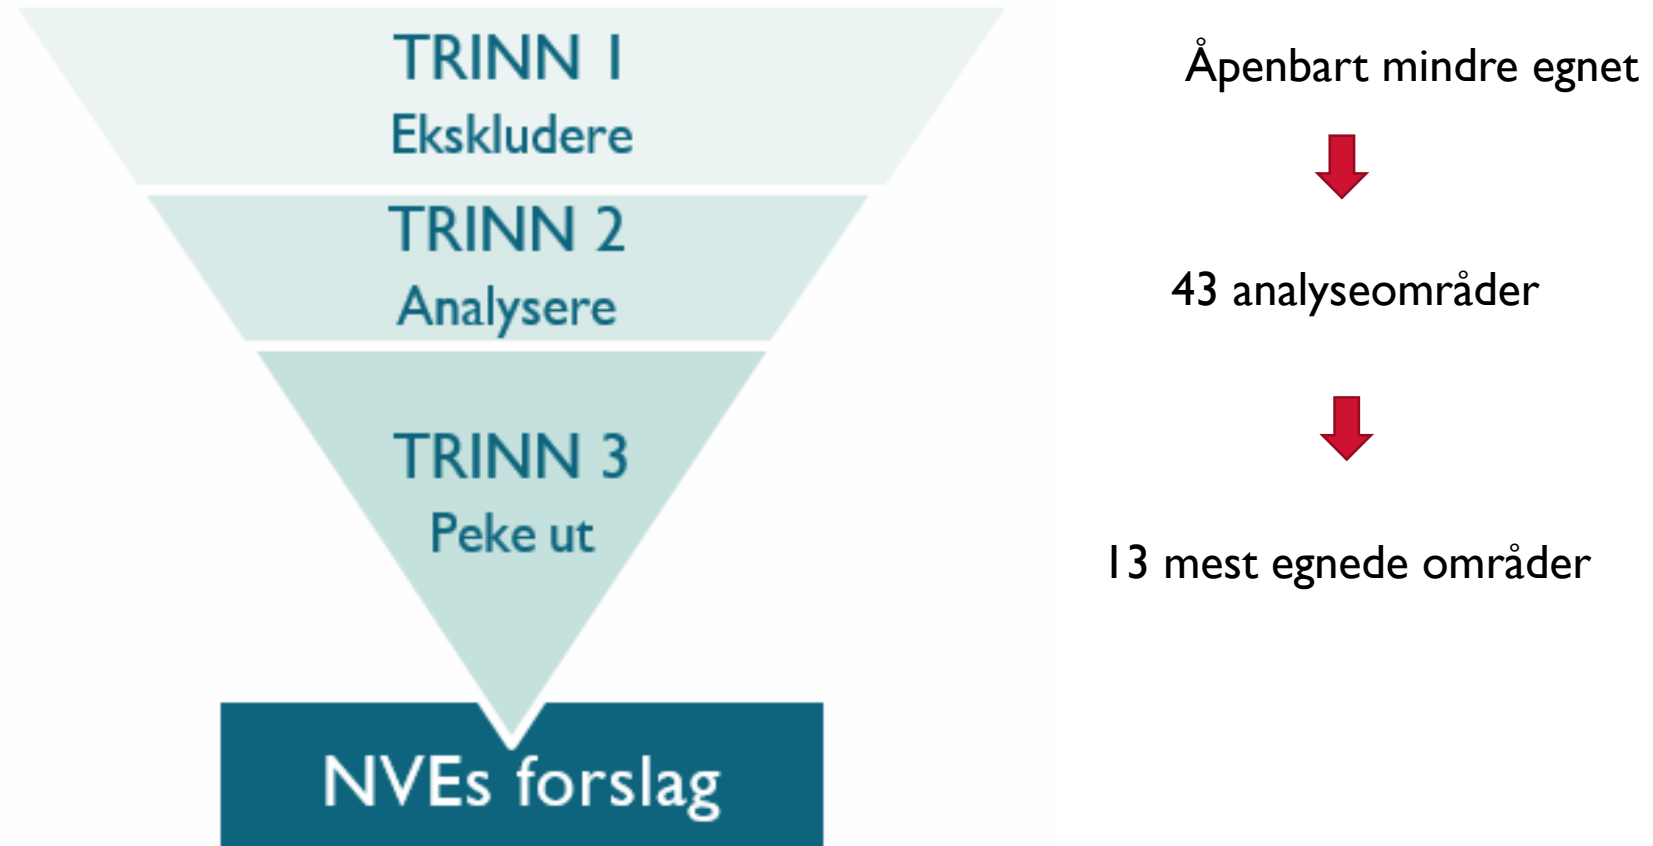 TRINN 1
Ekskludere
Åpenbart mindre egnet
TRINN 2
Analysere
43 analyseområder
TRINN 3
Peke ut
13 mest egnede områder
NVEs forslag